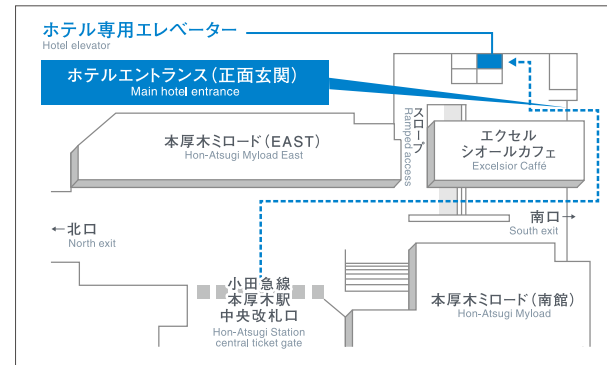 ホテル専用エレベーター
Hotel elevator
ホテルエントランス(正面玄関)
Main hotel entrance
本厚木ミロード(EAST)
Hon-Atsugi Myload East
スロープ
Ramped access
エクセル
シオールカフェ
Excelsior Caffé
←北口
North exit
南口→
South exit
小田急線
本厚木駅
中央改札口
Hon-Atsugi Station
central ticket gate
本厚木ミロード(南館)
Hon-Atsugi Myload